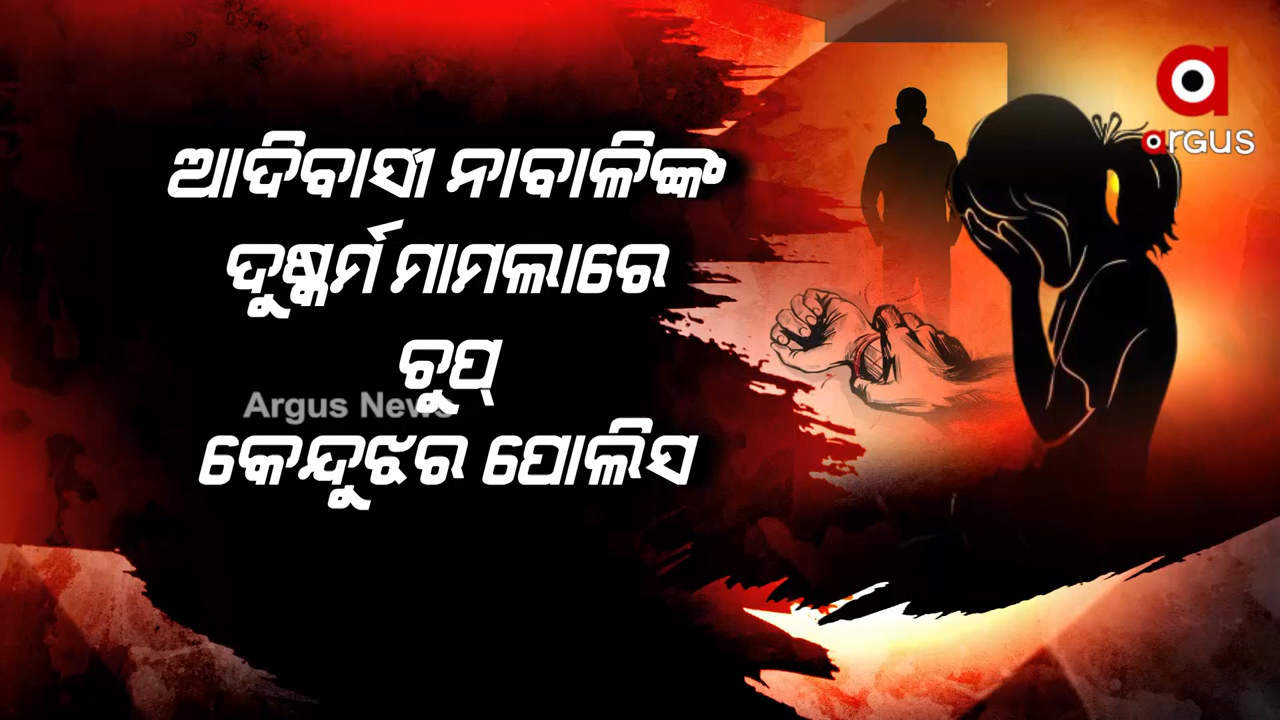 ଆଦିବାସୀ ନାବାଳିଙ୍କ
ଦୁଷ୍କର୍ମ ମାମଲାରେ
ଚୁପ୍
କେନ୍ଦୁଝର ପୋଲିସ
Argus News
argus